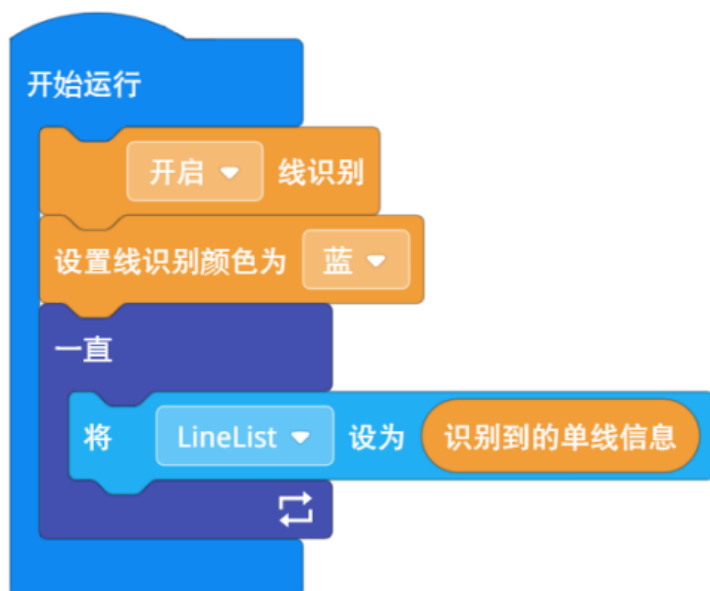 开始运行
开启 线识别
设置线识别颜色为 蓝
一直
将 LineList 设为 识别到的单线信息